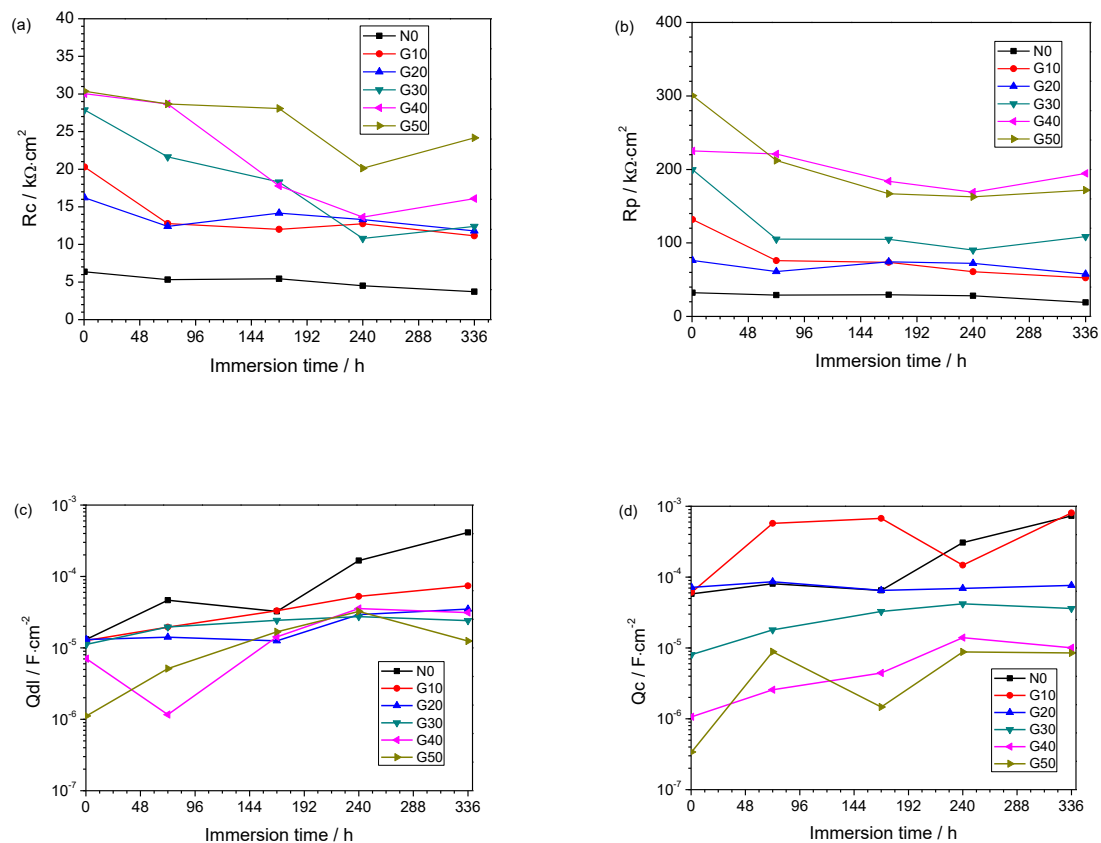 (a)
Rc / kΩ·cm²
40
35
30
25
20
15
10
5
0
N0
G10
G20
G30
G40
G50
0 48 96 144 192 240 288 336
Immersion time / h
(b)
Rp / kΩ·cm²
400
300
200
100
0
N0
G10
G20
G30
G40
G50
0 48 96 144 192 240 288 336
Immersion time / h
(c)
Qdl / F·cm⁻²
10⁻³
10⁻⁴
10⁻⁵
10⁻⁶
10⁻⁷
N0
G10
G20
G30
G40
G50
0 48 96 144 192 240 288 336
Immersion time / h
(d)
Qc / F·cm⁻²
10⁻³
10⁻⁴
10⁻⁵
10⁻⁶
10⁻⁷
N0
G10
G20
G30
G40
G50
0 48 96 144 192 240 288 336
Immersion time / h